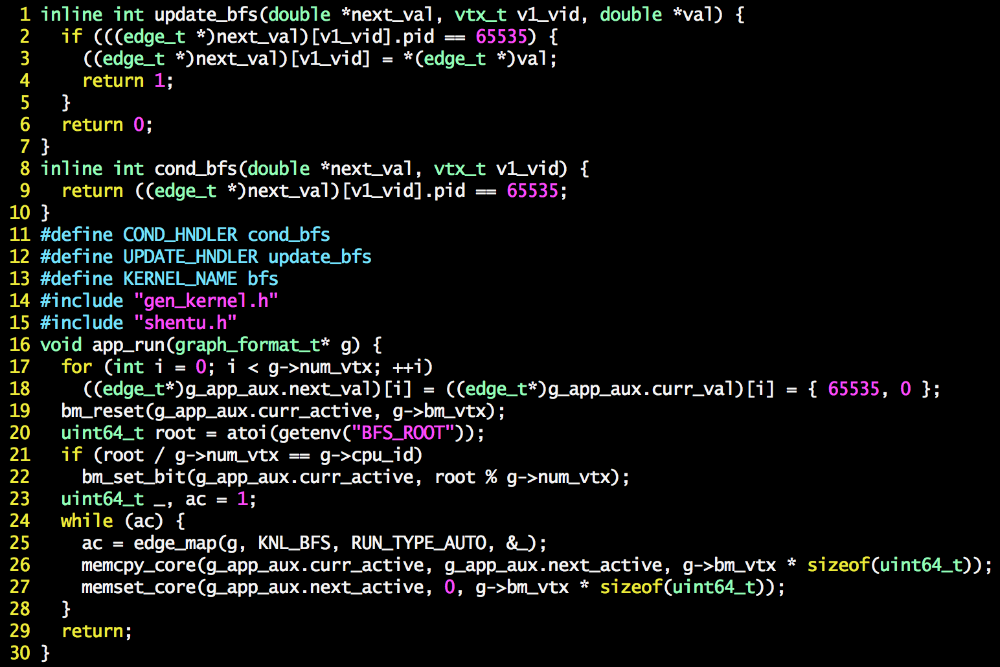 1 inline int update_bfs(double *next_val, vtx_t v1_vid, double *val) {
2   if (((edge_t *)next_val)[v1_vid].pid == 65535) {
3     ((edge_t *)next_val)[v1_vid] = *(edge_t *)val;
4     return 1;
5   }
6   return 0;
7 }
8 inline int cond_bfs(double *next_val, vtx_t v1_vid) {
9   return ((edge_t *)next_val)[v1_vid].pid == 65535;
10 }
11 #define COND_HNDLER cond_bfs
12 #define UPDATE_HNDLER update_bfs
13 #define KERNEL_NAME bfs
14 #include "gen_kernel.h"
15 #include "shentu.h"
16 void app_run(graph_format_t* g) {
17   for (int i = 0; i < g->num_vtx; ++i)
18     ((edge_t*)g_app_aux.next_val)[i] = ((edge_t*)g_app_aux.curr_val)[i] = { 65535, 0 };
19   bm_reset(g_app_aux.curr_active, g->bm_vtx);
20   uint64_t root = atoi(getenv("BFS_ROOT"));
21   if (root / g->num_vtx == g->cpu_id)
22     bm_set_bit(g_app_aux.curr_active, root % g->num_vtx);
23   uint64_t _, ac = 1;
24   while (ac) {
25     ac = edge_map(g, KNL_BFS, RUN_TYPE_AUTO, &_);
26     memcpy_core(g_app_aux.curr_active, g_app_aux.next_active, g->bm_vtx * sizeof(uint64_t));
27     memset_core(g_app_aux.next_active, 0, g->bm_vtx * sizeof(uint64_t));
28   }
29   return;
30 }